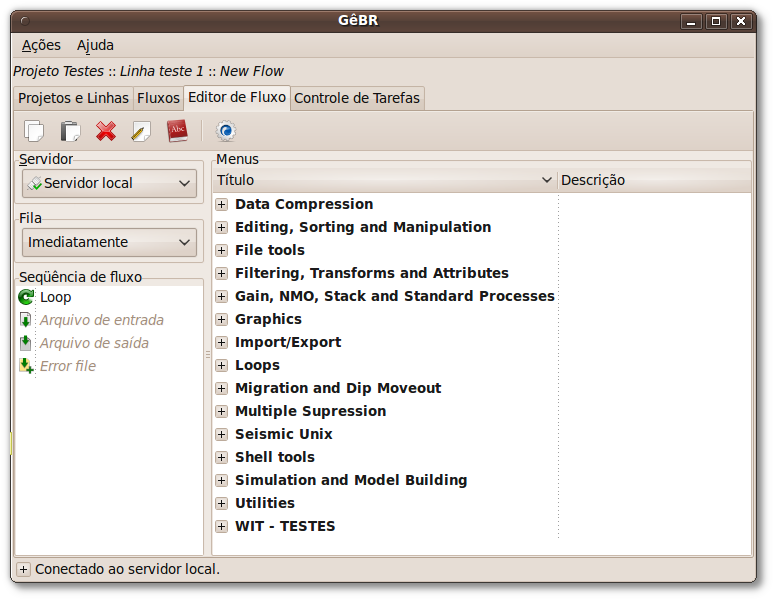 GêBR
Ações Ajuda
Projeto Testes :: Linha teste 1 :: New Flow
Projetos e Linhas Fluxos Editor de Fluxo Controle de Tarefas
Abc
Servidor
Servidor local
Fila
Imediatamente
Seqüência de fluxo
Loop
Arquivo de entrada
Arquivo de saída
Error file
Menus
Título Descrição
Data Compression
Editing, Sorting and Manipulation
File tools
Filtering, Transforms and Attributes
Gain, NMO, Stack and Standard Processes
Graphics
Import/Export
Loops
Migration and Dip Moveout
Multiple Supression
Seismic Unix
Shell tools
Simulation and Model Building
Utilities
WIT - TESTES
Conectado ao servidor local.